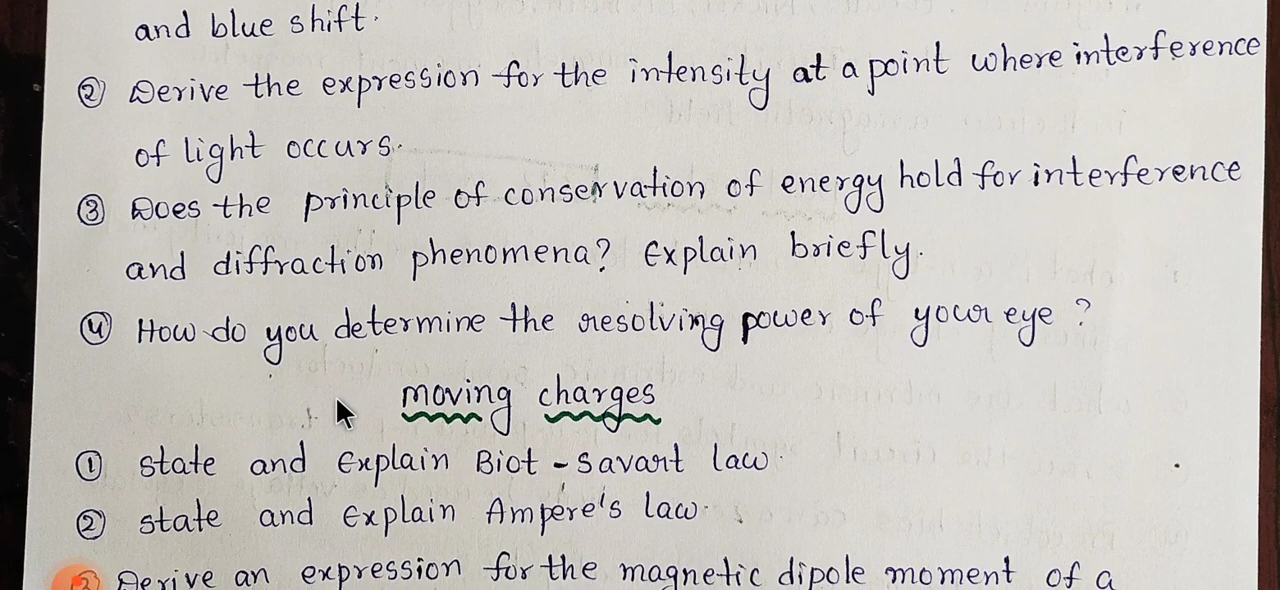 and blue shift.
② Derive the expression for the intensity at a point where interference
of light occurs.
③ Does the principle of conservation of energy hold for interference
and diffraction phenomena? Explain briefly.
④ How do you determine the resolving power of your eye ?
moving charges
① state and Explain Biot - Savart law.
② state and Explain Ampere's law.
③ Derive an expression for the magnetic dipole moment of a